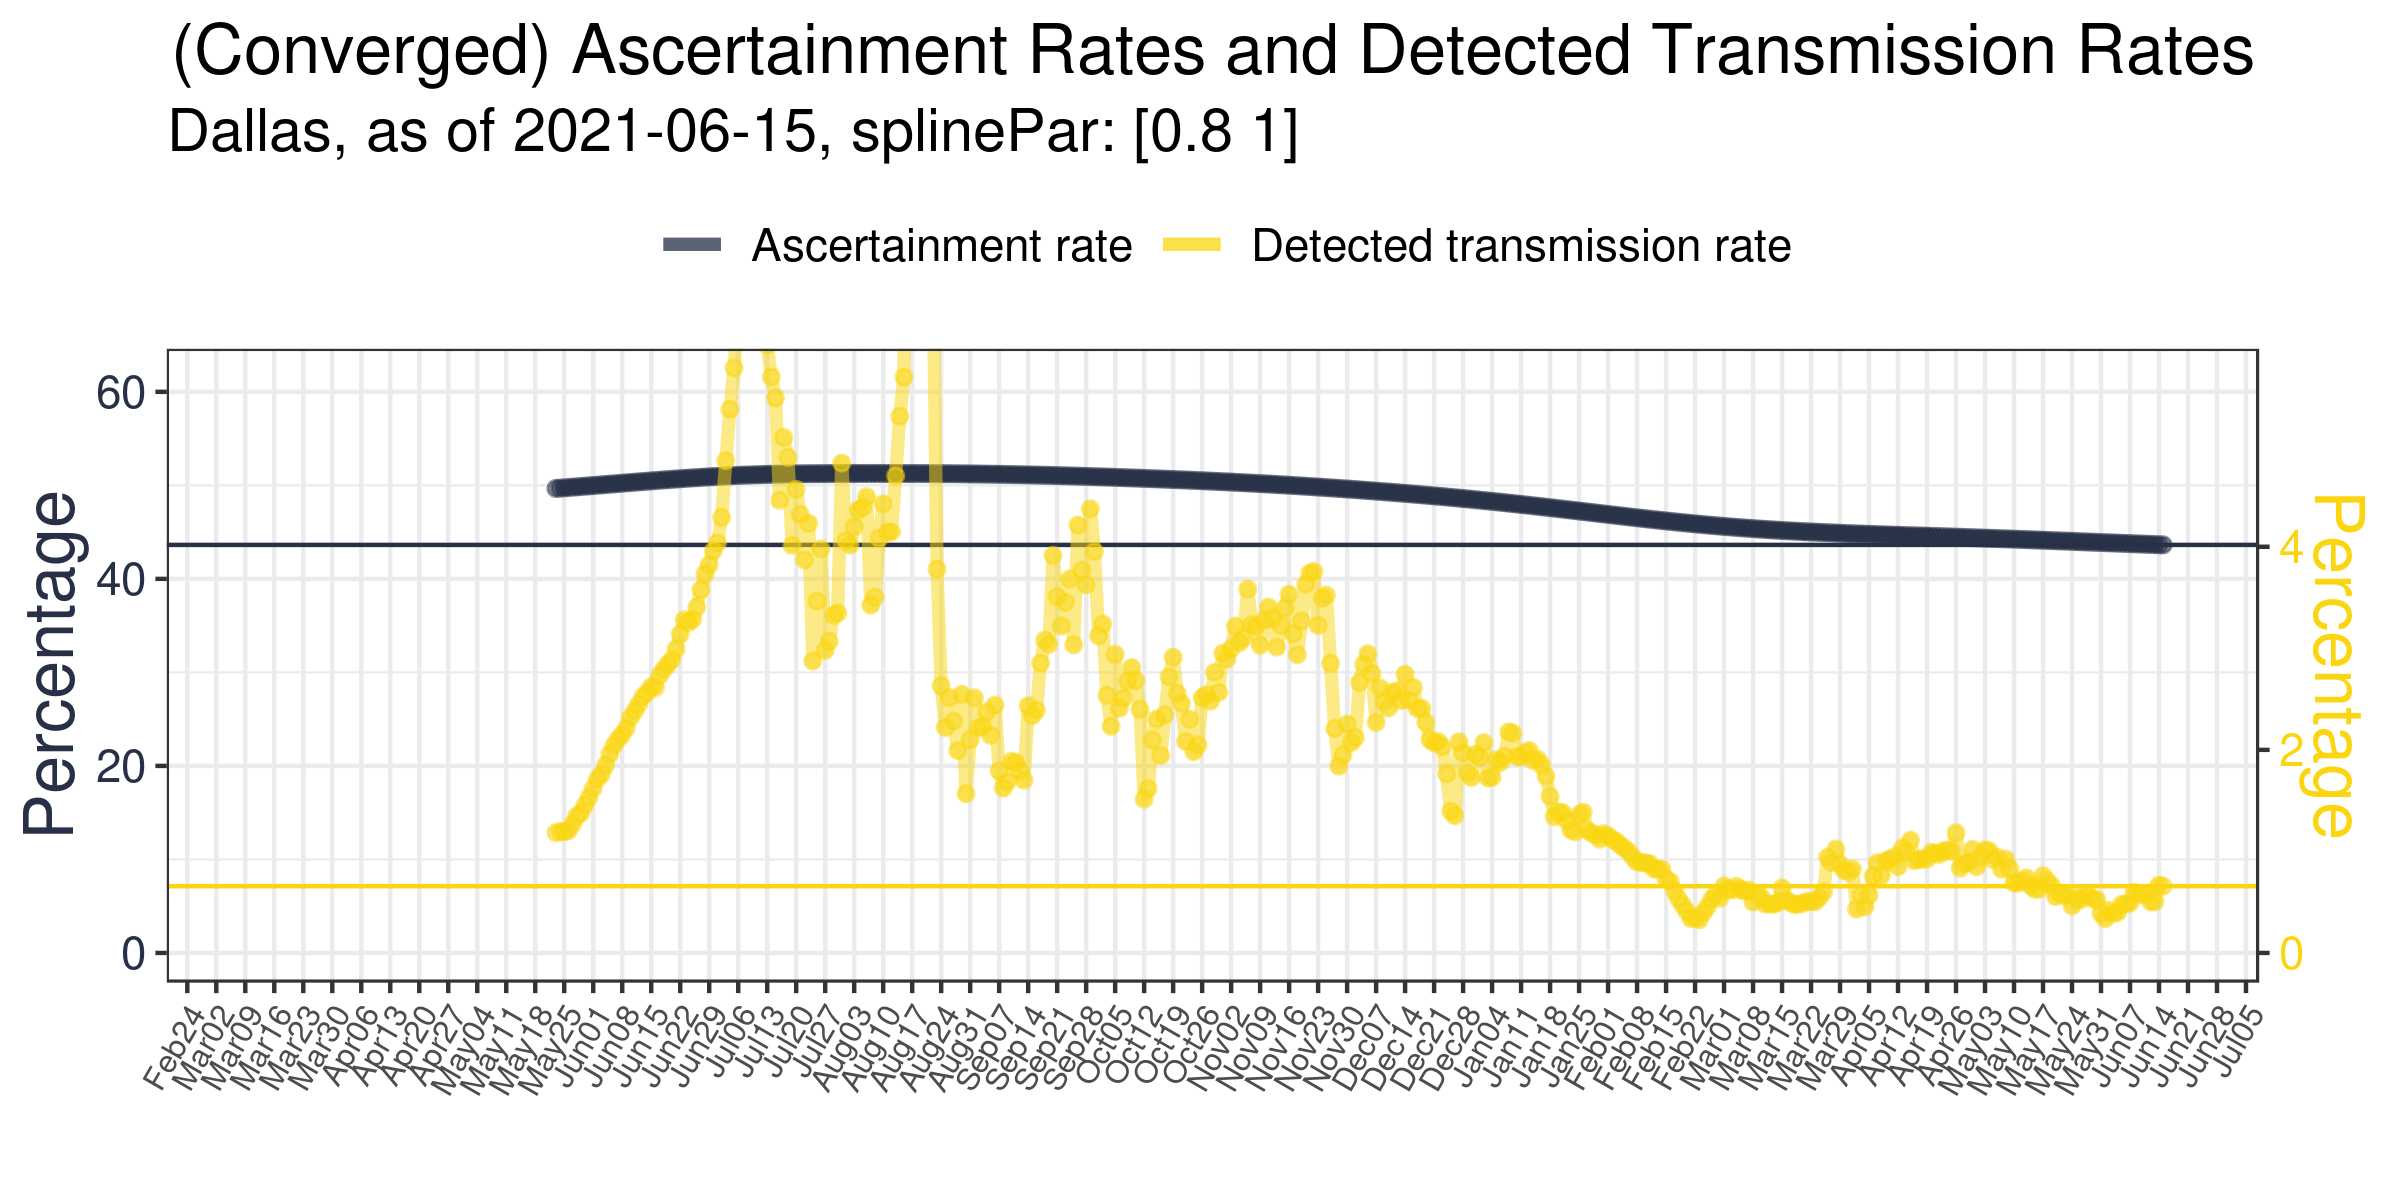 (Converged) Ascertainment Rates and Detected Transmission Rates
Dallas, as of 2021-06-15, splinePar: [0.8 1]
Ascertainment rate
Detected transmission rate
Percentage
60
40
20
0
4
2
0
Percentage
Feb24
Mar02
Mar09
Mar16
Mar23
Mar30
Apr06
Apr13
Apr20
Apr27
May04
May11
May18
May25
Jun01
Jun08
Jun15
Jun22
Jun29
Jul06
Jul13
Jul20
Jul27
Aug03
Aug10
Aug17
Aug24
Aug31
Sep07
Sep14
Sep21
Sep28
Oct05
Oct12
Oct19
Oct26
Nov02
Nov09
Nov16
Nov23
Nov30
Dec07
Dec14
Dec21
Dec28
Jan04
Jan11
Jan18
Jan25
Feb01
Feb08
Feb15
Feb22
Mar01
Mar08
Mar15
Mar22
Mar29
Apr05
Apr12
Apr19
Apr26
May03
May10
May17
May24
May31
Jun07
Jun14
Jun21
Jun28
Jul05